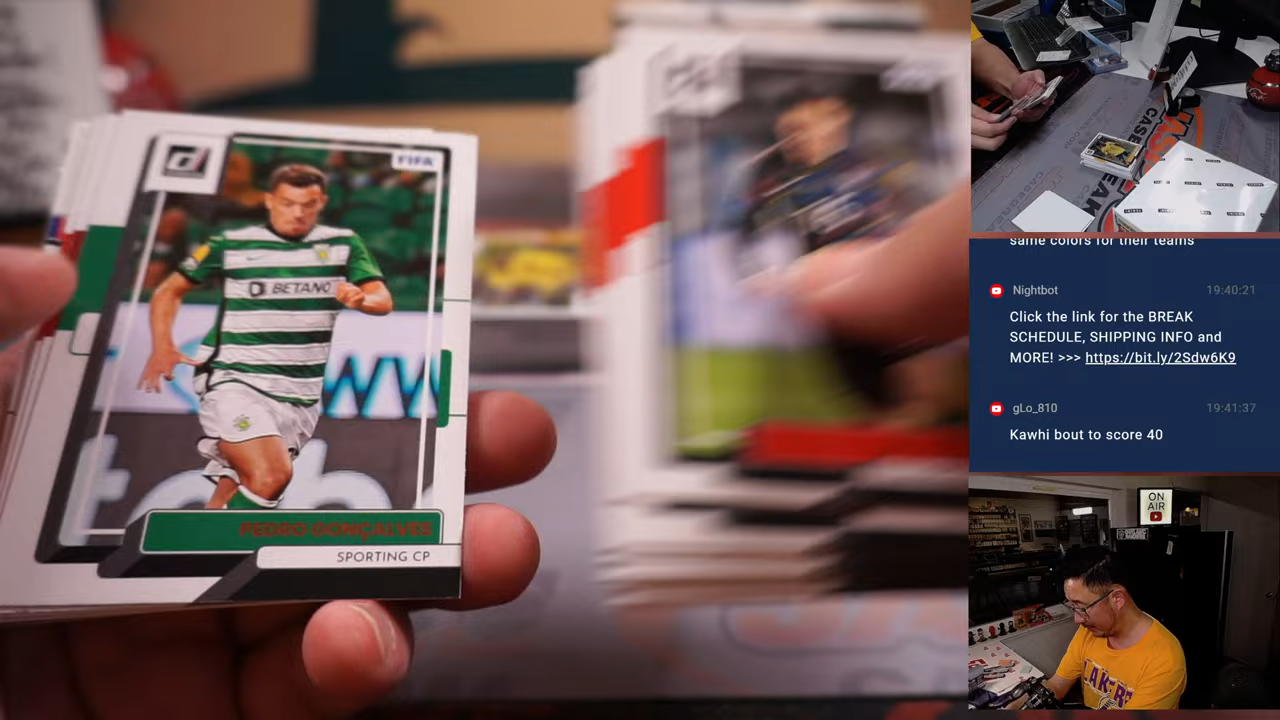 FIFA
BETANO
PEDRO GONÇALVES
SPORTING CP
same colors for their teams
Nightbot
19:40:21
Click the link for the BREAK
SCHEDULE, SHIPPING INFO and
MORE! >>> https://bit.ly/2Sdw6K9
gLo_810
19:41:37
Kawhi bout to score 40
ON
AIR